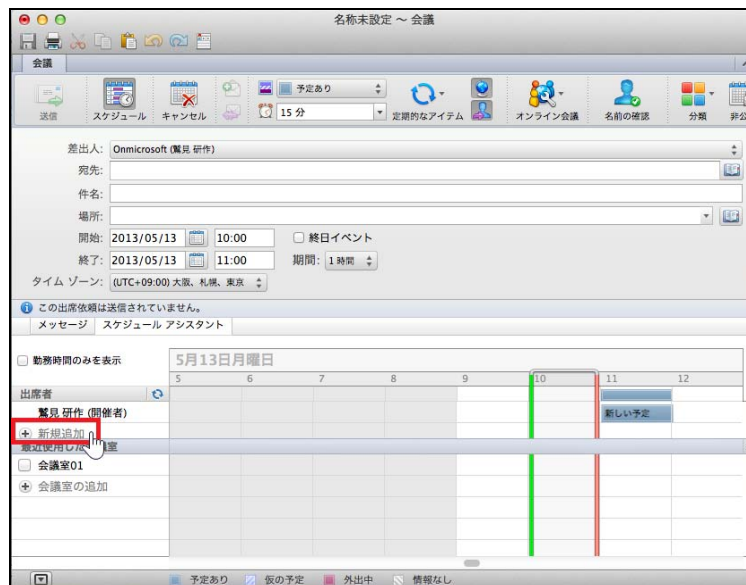 名称未設定 ～ 会議
会議
送信 スケジュール キャンセル 予定あり 15 分 定期的なアイテム オンライン会議 名前の確認 分類 非公
差出人: Onmicrosoft (鷲見 研作)
宛先:
件名:
場所:
開始: 2013/05/13 10:00 終日イベント
終了: 2013/05/13 11:00 期間: 1 時間
タイム ゾーン: (UTC+09:00) 大阪、札幌、東京
この出席依頼は送信されていません。
メッセージ スケジュール アシスタント
勤務時間のみを表示 5月13日月曜日
5 6 7 8 9 10 11 12
出席者
鷲見 研作 (開催者) 新しい予定
新規追加
最近使用した 室
会議室01
会議室の追加
予定あり 仮の予定 外出中 情報なし